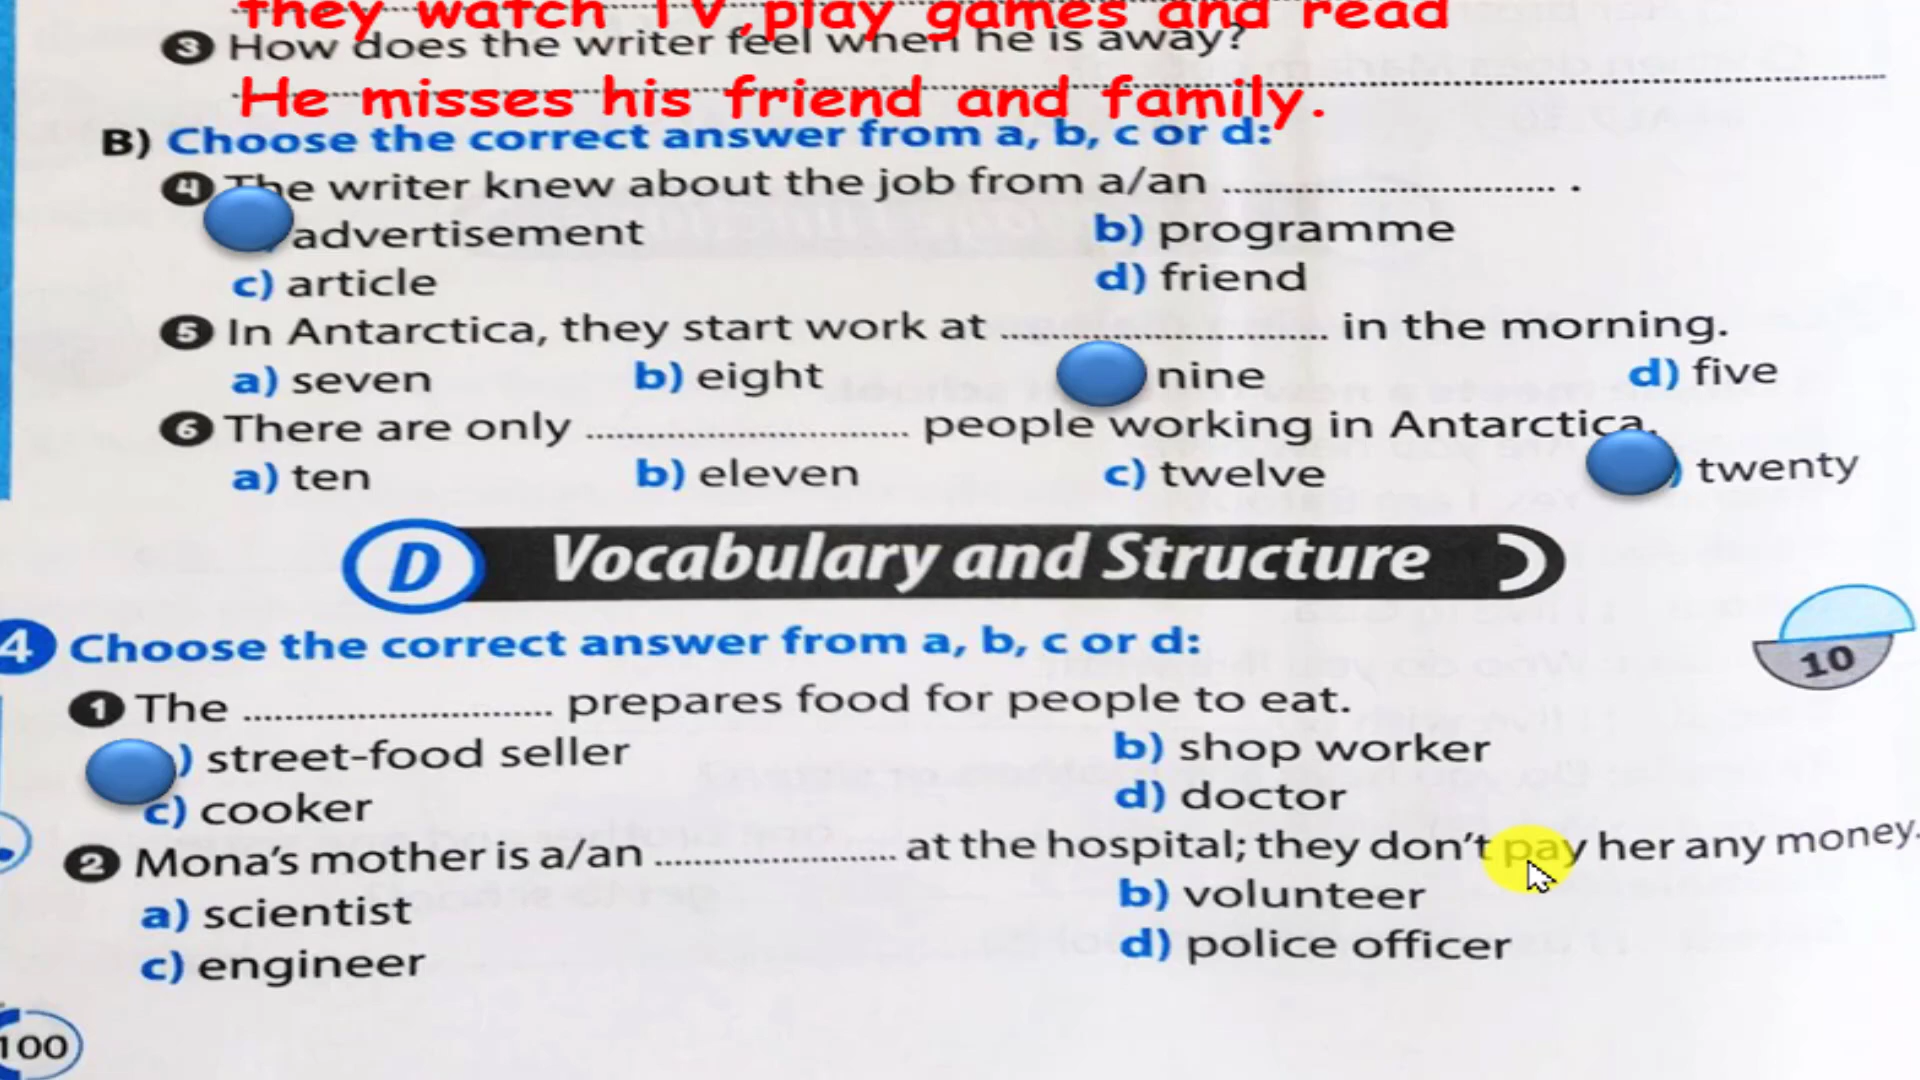 they watch TV,play games and read
3 How does the writer feel when he is away?
He misses his friend and family.
B) Choose the correct answer from a, b, c or d:
4 The writer knew about the job from a/an .............................. .
advertisement b) programme
c) article d) friend
5 In Antarctica, they start work at .............................. in the morning.
a) seven b) eight nine d) five
6 There are only .............................. people working in Antarctica.
a) ten b) eleven c) twelve ) twenty
D Vocabulary and Structure
4 Choose the correct answer from a, b, c or d:
10
1 The .............................. prepares food for people to eat.
) street-food seller b) shop worker
c) cooker d) doctor
2 Mona's mother is a/an ........................ at the hospital; they don't pay her any money.
a) scientist b) volunteer
c) engineer d) police officer
100